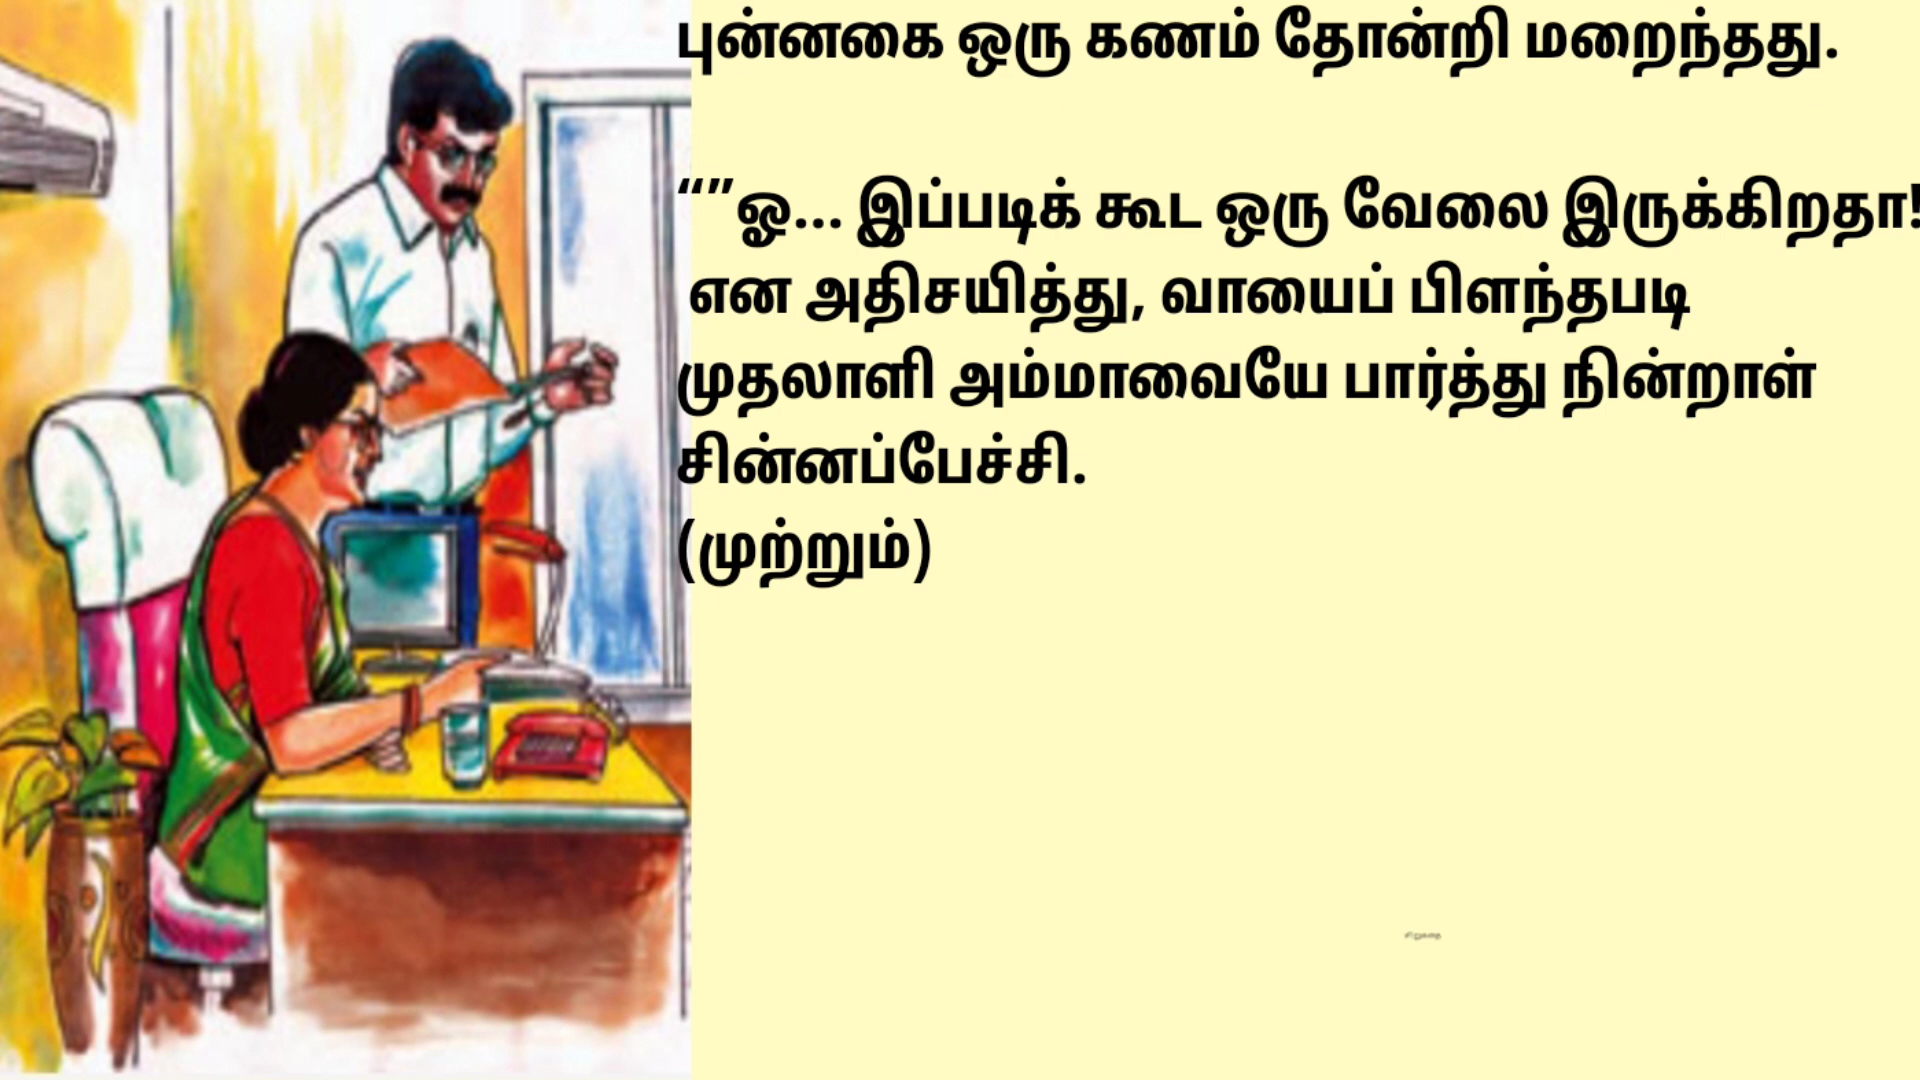 புன்னகை ஒரு கணம் தோன்றி மறைந்தது.
“”ஓ... இப்படிக் கூட ஒரு வேலை இருக்கிறதா!
என அதிசயித்து, வாயைப் பிளந்தபடி
முதலாளி அம்மாவையே பார்த்து நின்றாள்
சின்னப்பேச்சி.
(முற்றும்)